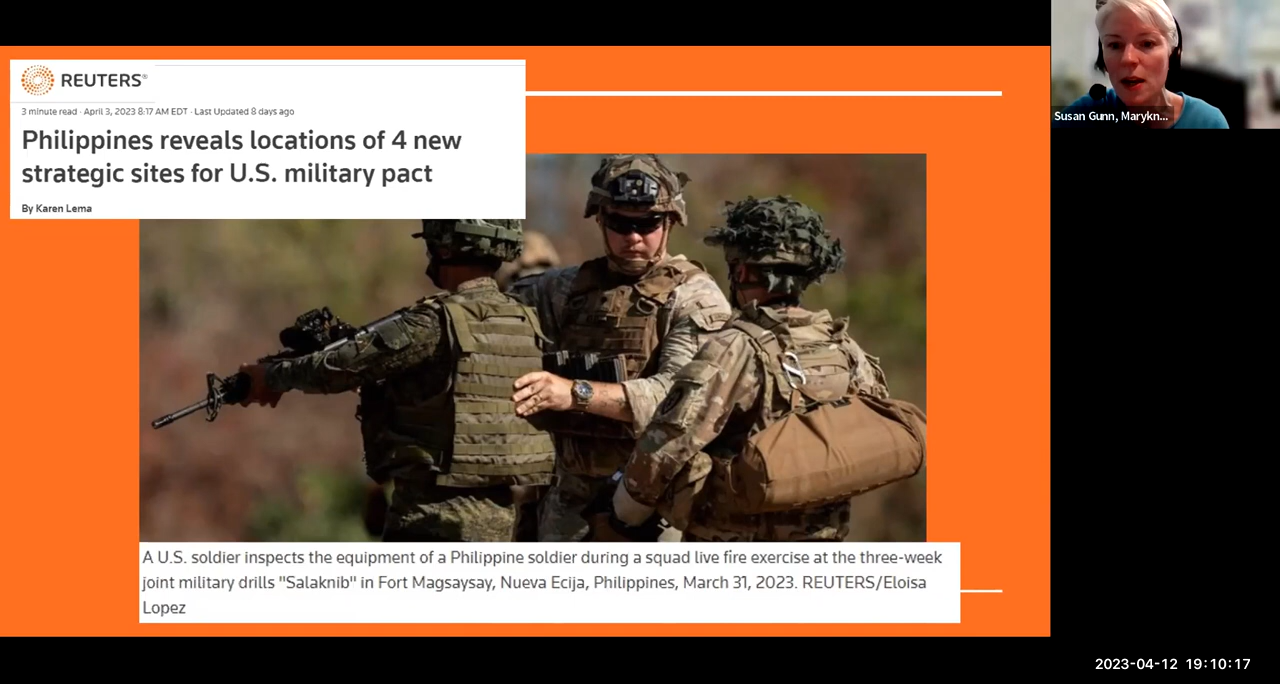 REUTERS®
3 minute read · April 3, 2023 8:17 AM EDT · Last Updated 8 days ago
Philippines reveals locations of 4 new
strategic sites for U.S. military pact
By Karen Lema
A U.S. soldier inspects the equipment of a Philippine soldier during a squad live fire exercise at the three-week
joint military drills "Salaknib" in Fort Magsaysay, Nueva Ecija, Philippines, March 31, 2023. REUTERS/Eloisa
Lopez
Susan Gunn, Marykn...
2023-04-12 19:10:17